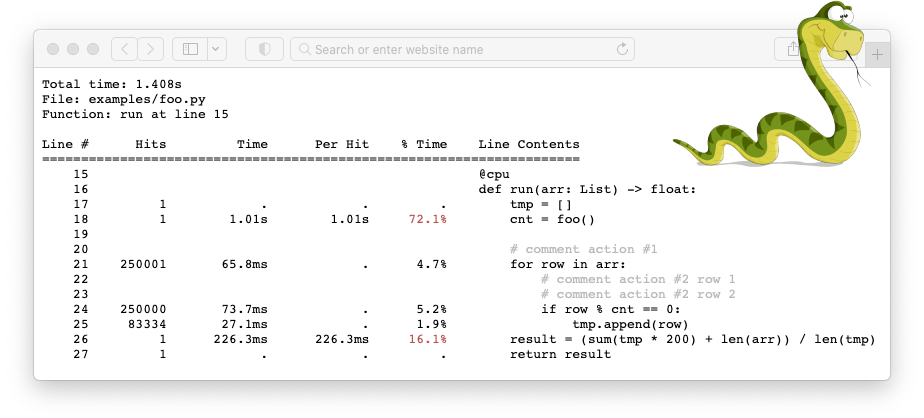 Search or enter website name
Total time: 1.408s
File: examples/foo.py
Function: run at line 15
Line #      Hits         Time      Per Hit    % Time    Line Contents
=====================================================================
    15                                                  @cpu
    16                                                  def run(arr: List) -> float:
    17         1            .            .         .        tmp = []
    18         1        1.01s        1.01s     72.1%        cnt = foo()
    19
    20                                                      # comment action #1
    21    250001       65.8ms            .      4.7%        for row in arr:
    22                                                          # comment action #2 row 1
    23                                                          # comment action #2 row 2
    24    250000       73.7ms            .      5.2%            if row % cnt == 0:
    25     83334       27.1ms            .      1.9%                tmp.append(row)
    26         1      226.3ms      226.3ms     16.1%        result = (sum(tmp * 200) + len(arr)) / len(tmp)
    27         1            .            .         .        return result